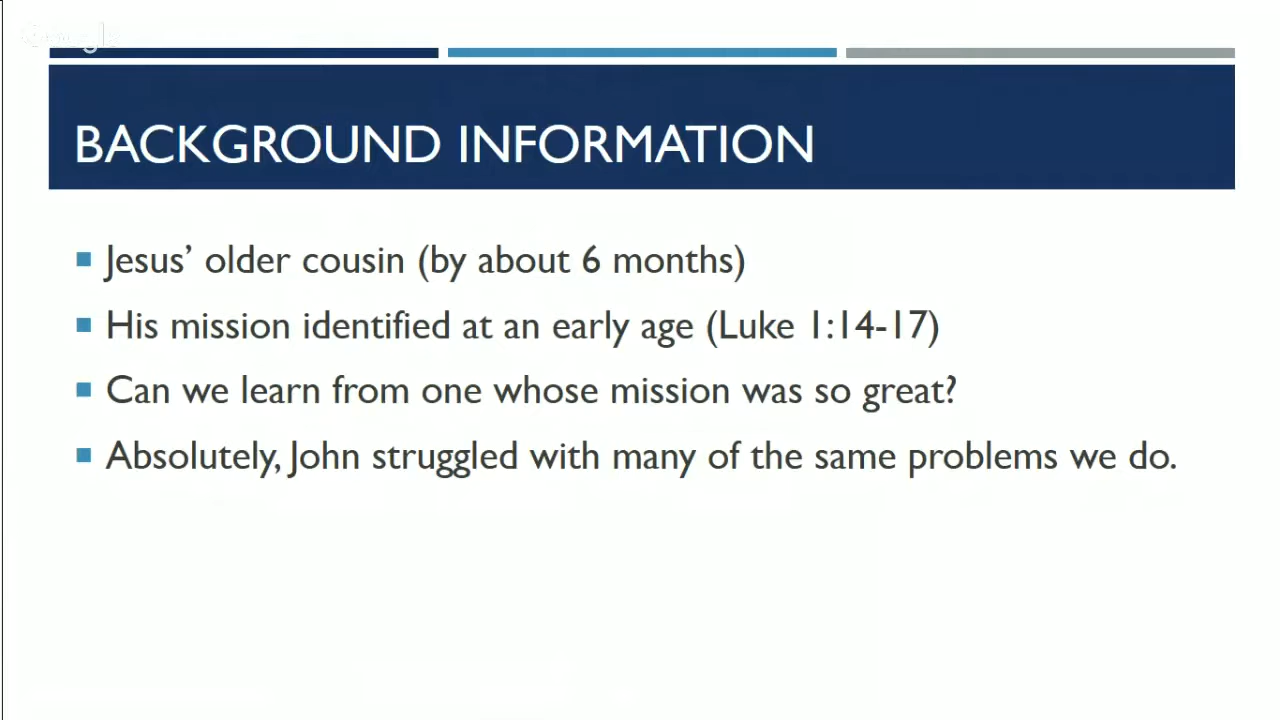 Google
BACKGROUND INFORMATION
Jesus’ older cousin (by about 6 months)
His mission identified at an early age (Luke 1:14-17)
Can we learn from one whose mission was so great?
Absolutely, John struggled with many of the same problems we do.